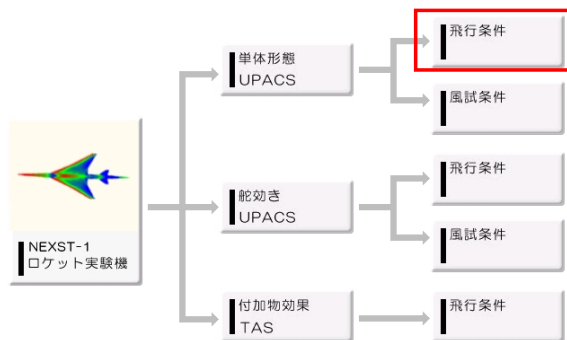 飛行条件
単体形態
UPACS
風試条件
飛行条件
舵効き
UPACS
風試条件
NEXST-1
ロケット実験機
付加物効果
TAS
飛行条件